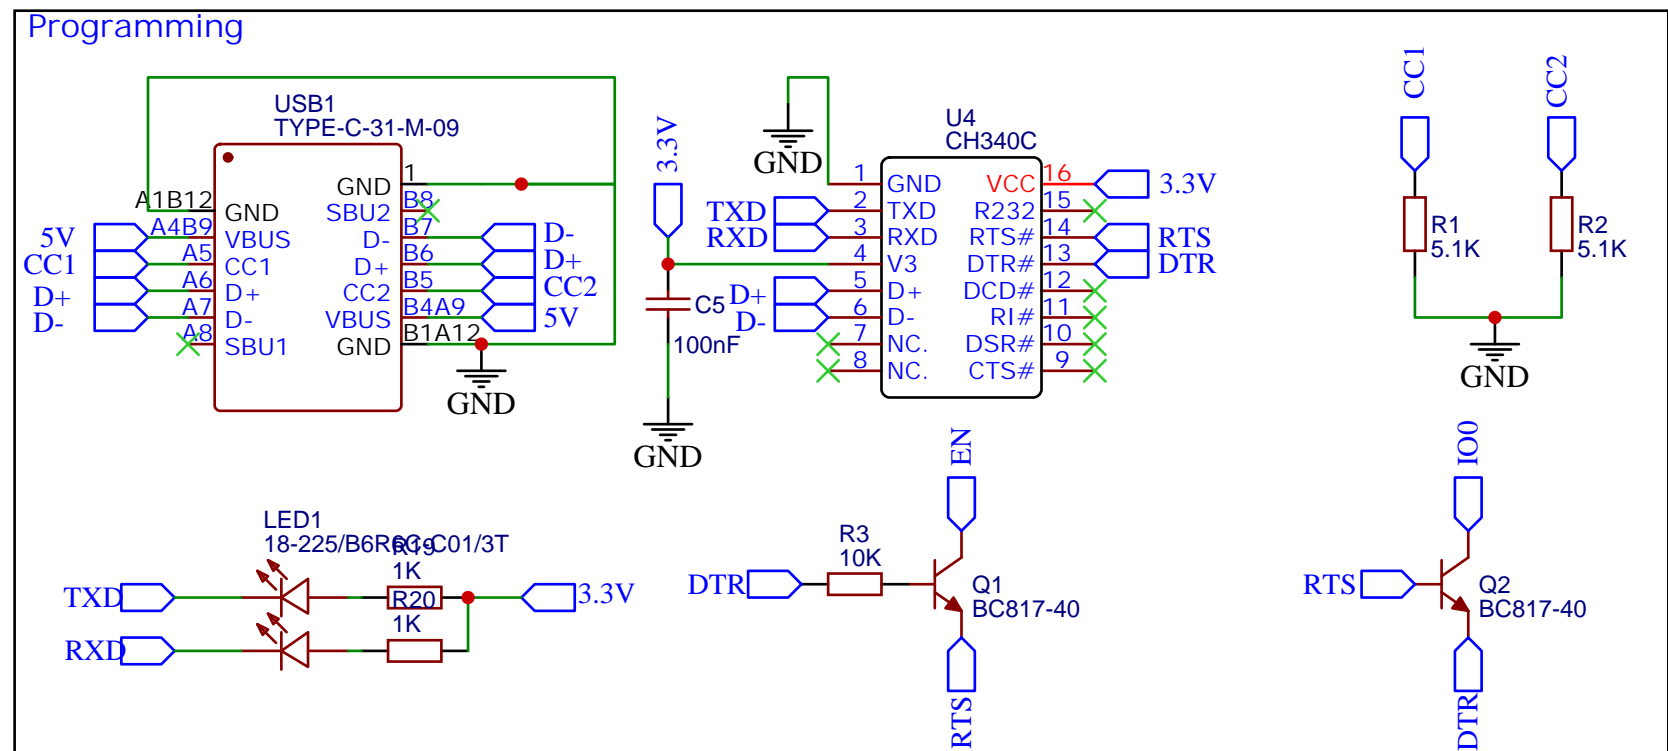 Programming
USB1
TYPE-C-31-M-09
A1B12
A4B9
A5
A6
A7
A8
GND
VBUS
CC1
D+
D-
SBU1
GND
SBU2
D-
D+
CC2
VBUS
GND
1
B8
B7
B6
B5
B4A9
B1A12
5V
CC1
D+
D-
D-
D+
CC2
5V
GND
3.3V
C5
100nF
GND
GND
U4
CH340C
1
2
3
4
5
6
7
8
GND
TXD
RXD
V3
D+
D-
NC.
NC.
VCC
R232
RTS#
DTR#
DCD#
RI#
DSR#
CTS#
16
15
14
13
12
11
10
9
TXD
RXD
D+
D-
3.3V
RTS
DTR
CC1
CC2
R1
5.1K
R2
5.1K
GND
LED1
18-225/B6R6C-C01/3T
R19
1K
R20
1K
TXD
RXD
3.3V
EN
R3
10K
DTR
Q1
BC817-40
RTS
IO0
RTS
Q2
BC817-40
DTR